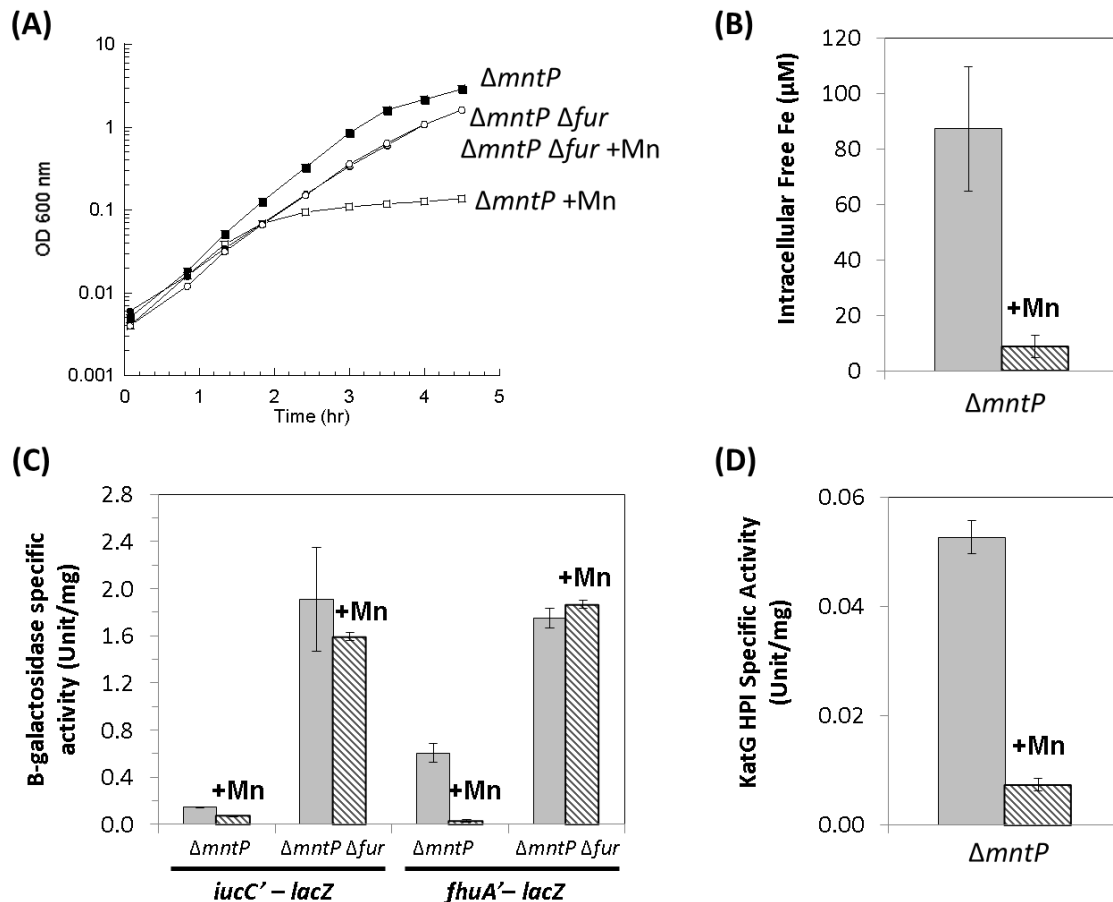 (A)
10
1
0.1
0.01
0.001
OD 600 nm
0
1
2
3
4
5
Time (hr)
ΔmntP
ΔmntP Δfur
ΔmntP Δfur +Mn
ΔmntP +Mn
(B)
120
100
80
60
40
20
0
Intracellular Free Fe (µM)
+Mn
ΔmntP
(C)
2.8
2.4
2.0
1.6
1.2
0.8
0.4
0.0
B-galactosidase specific
activity (Unit/mg)
+Mn
+Mn
+Mn
+Mn
ΔmntP
ΔmntP Δfur
ΔmntP
ΔmntP Δfur
iucC' – lacZ
fhuA'– lacZ
(D)
0.06
0.04
0.02
0.00
KatG HPI Specific Activity
(Unit/mg)
+Mn
ΔmntP